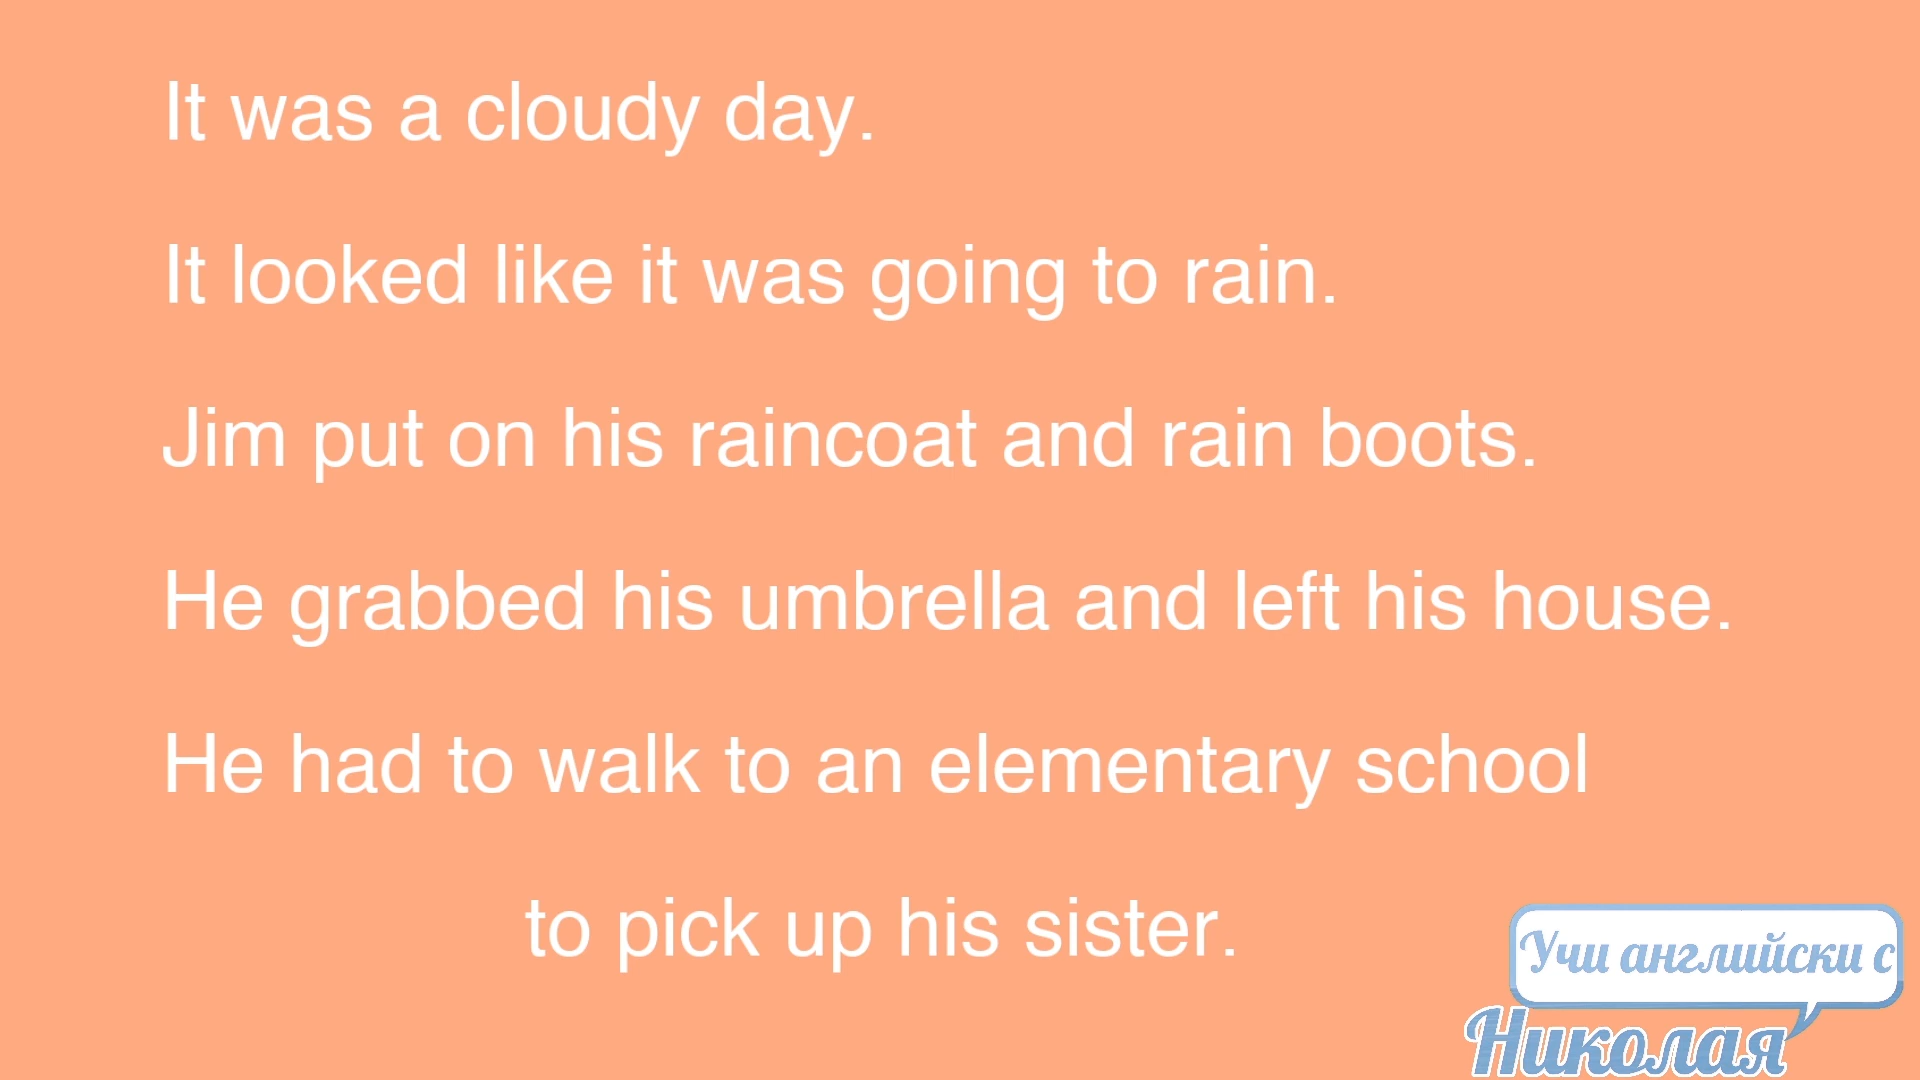 It was a cloudy day.
It looked like it was going to rain.
Jim put on his raincoat and rain boots.
He grabbed his umbrella and left his house.
He had to walk to an elementary school
to pick up his sister.
Учи английски с
Николая